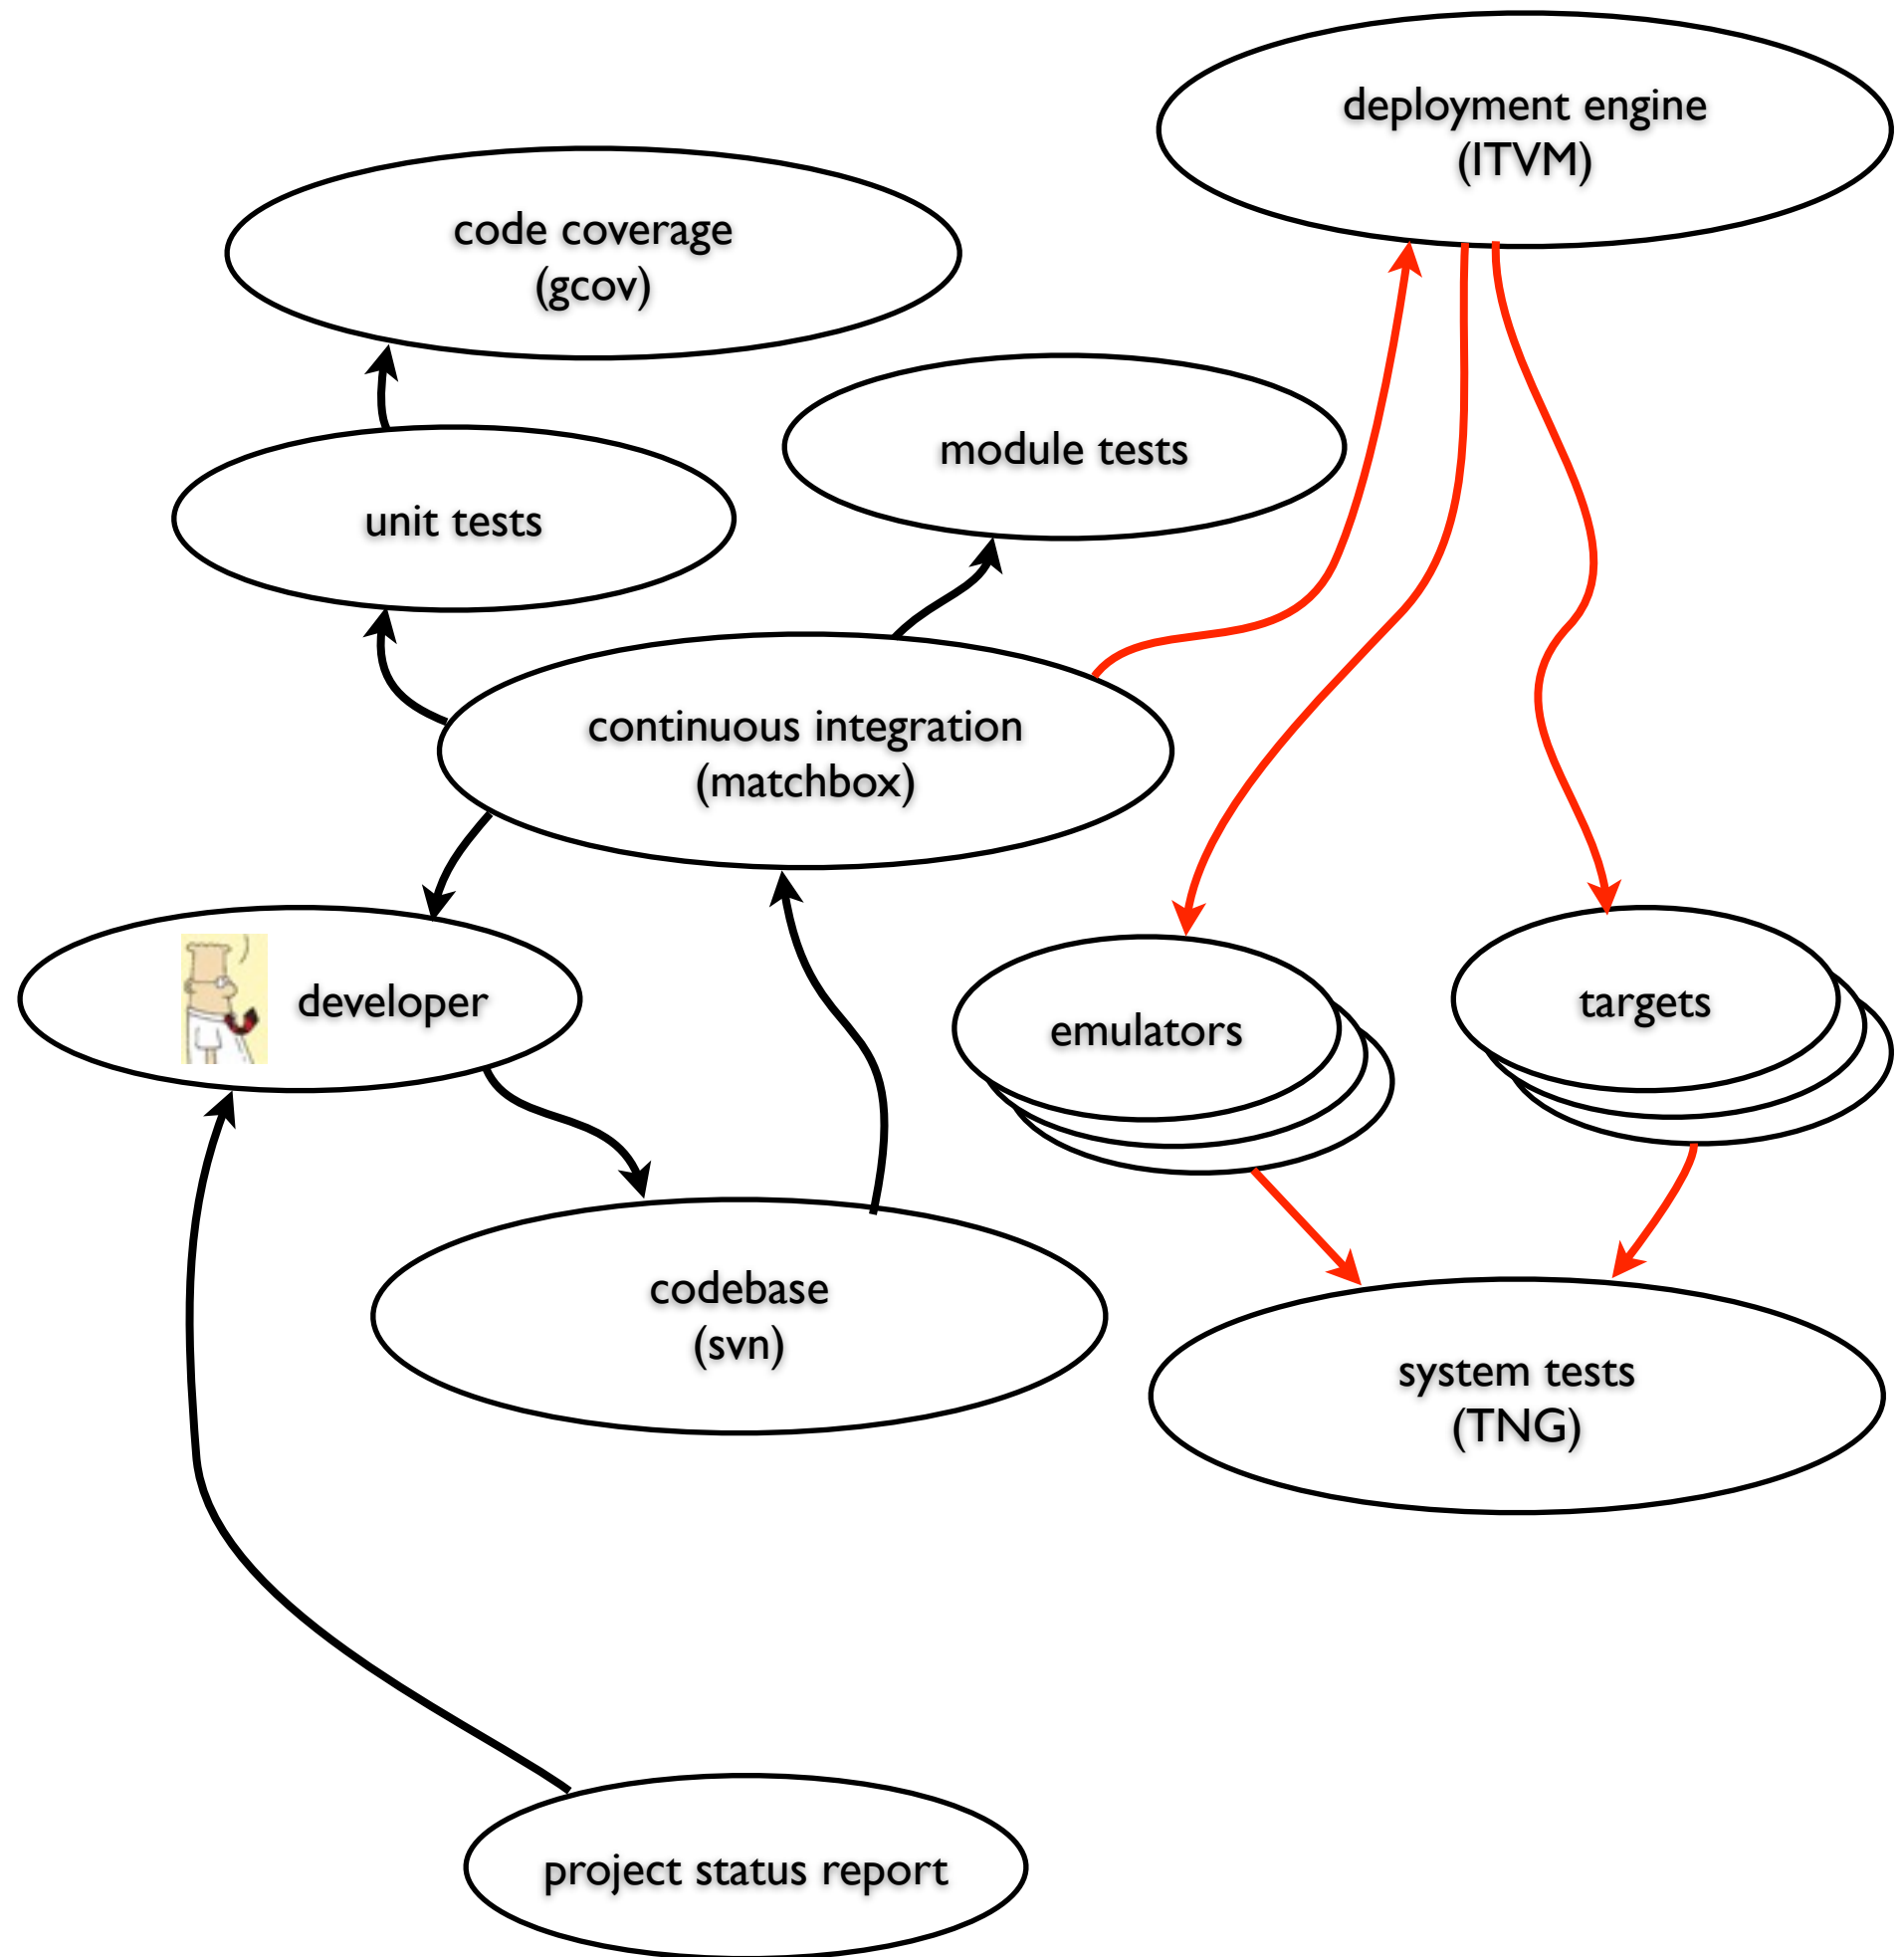 deployment engine
(ITVM)
code coverage
(gcov)
module tests
unit tests
continuous integration
(matchbox)
developer
emulators
targets
codebase
(svn)
system tests
(TNG)
project status report